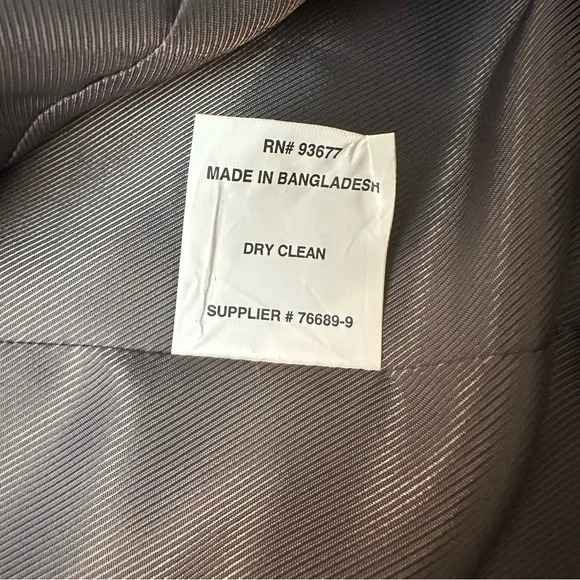 RN# 93677
MADE IN BANGLADESH
DRY CLEAN
SUPPLIER # 76689-9